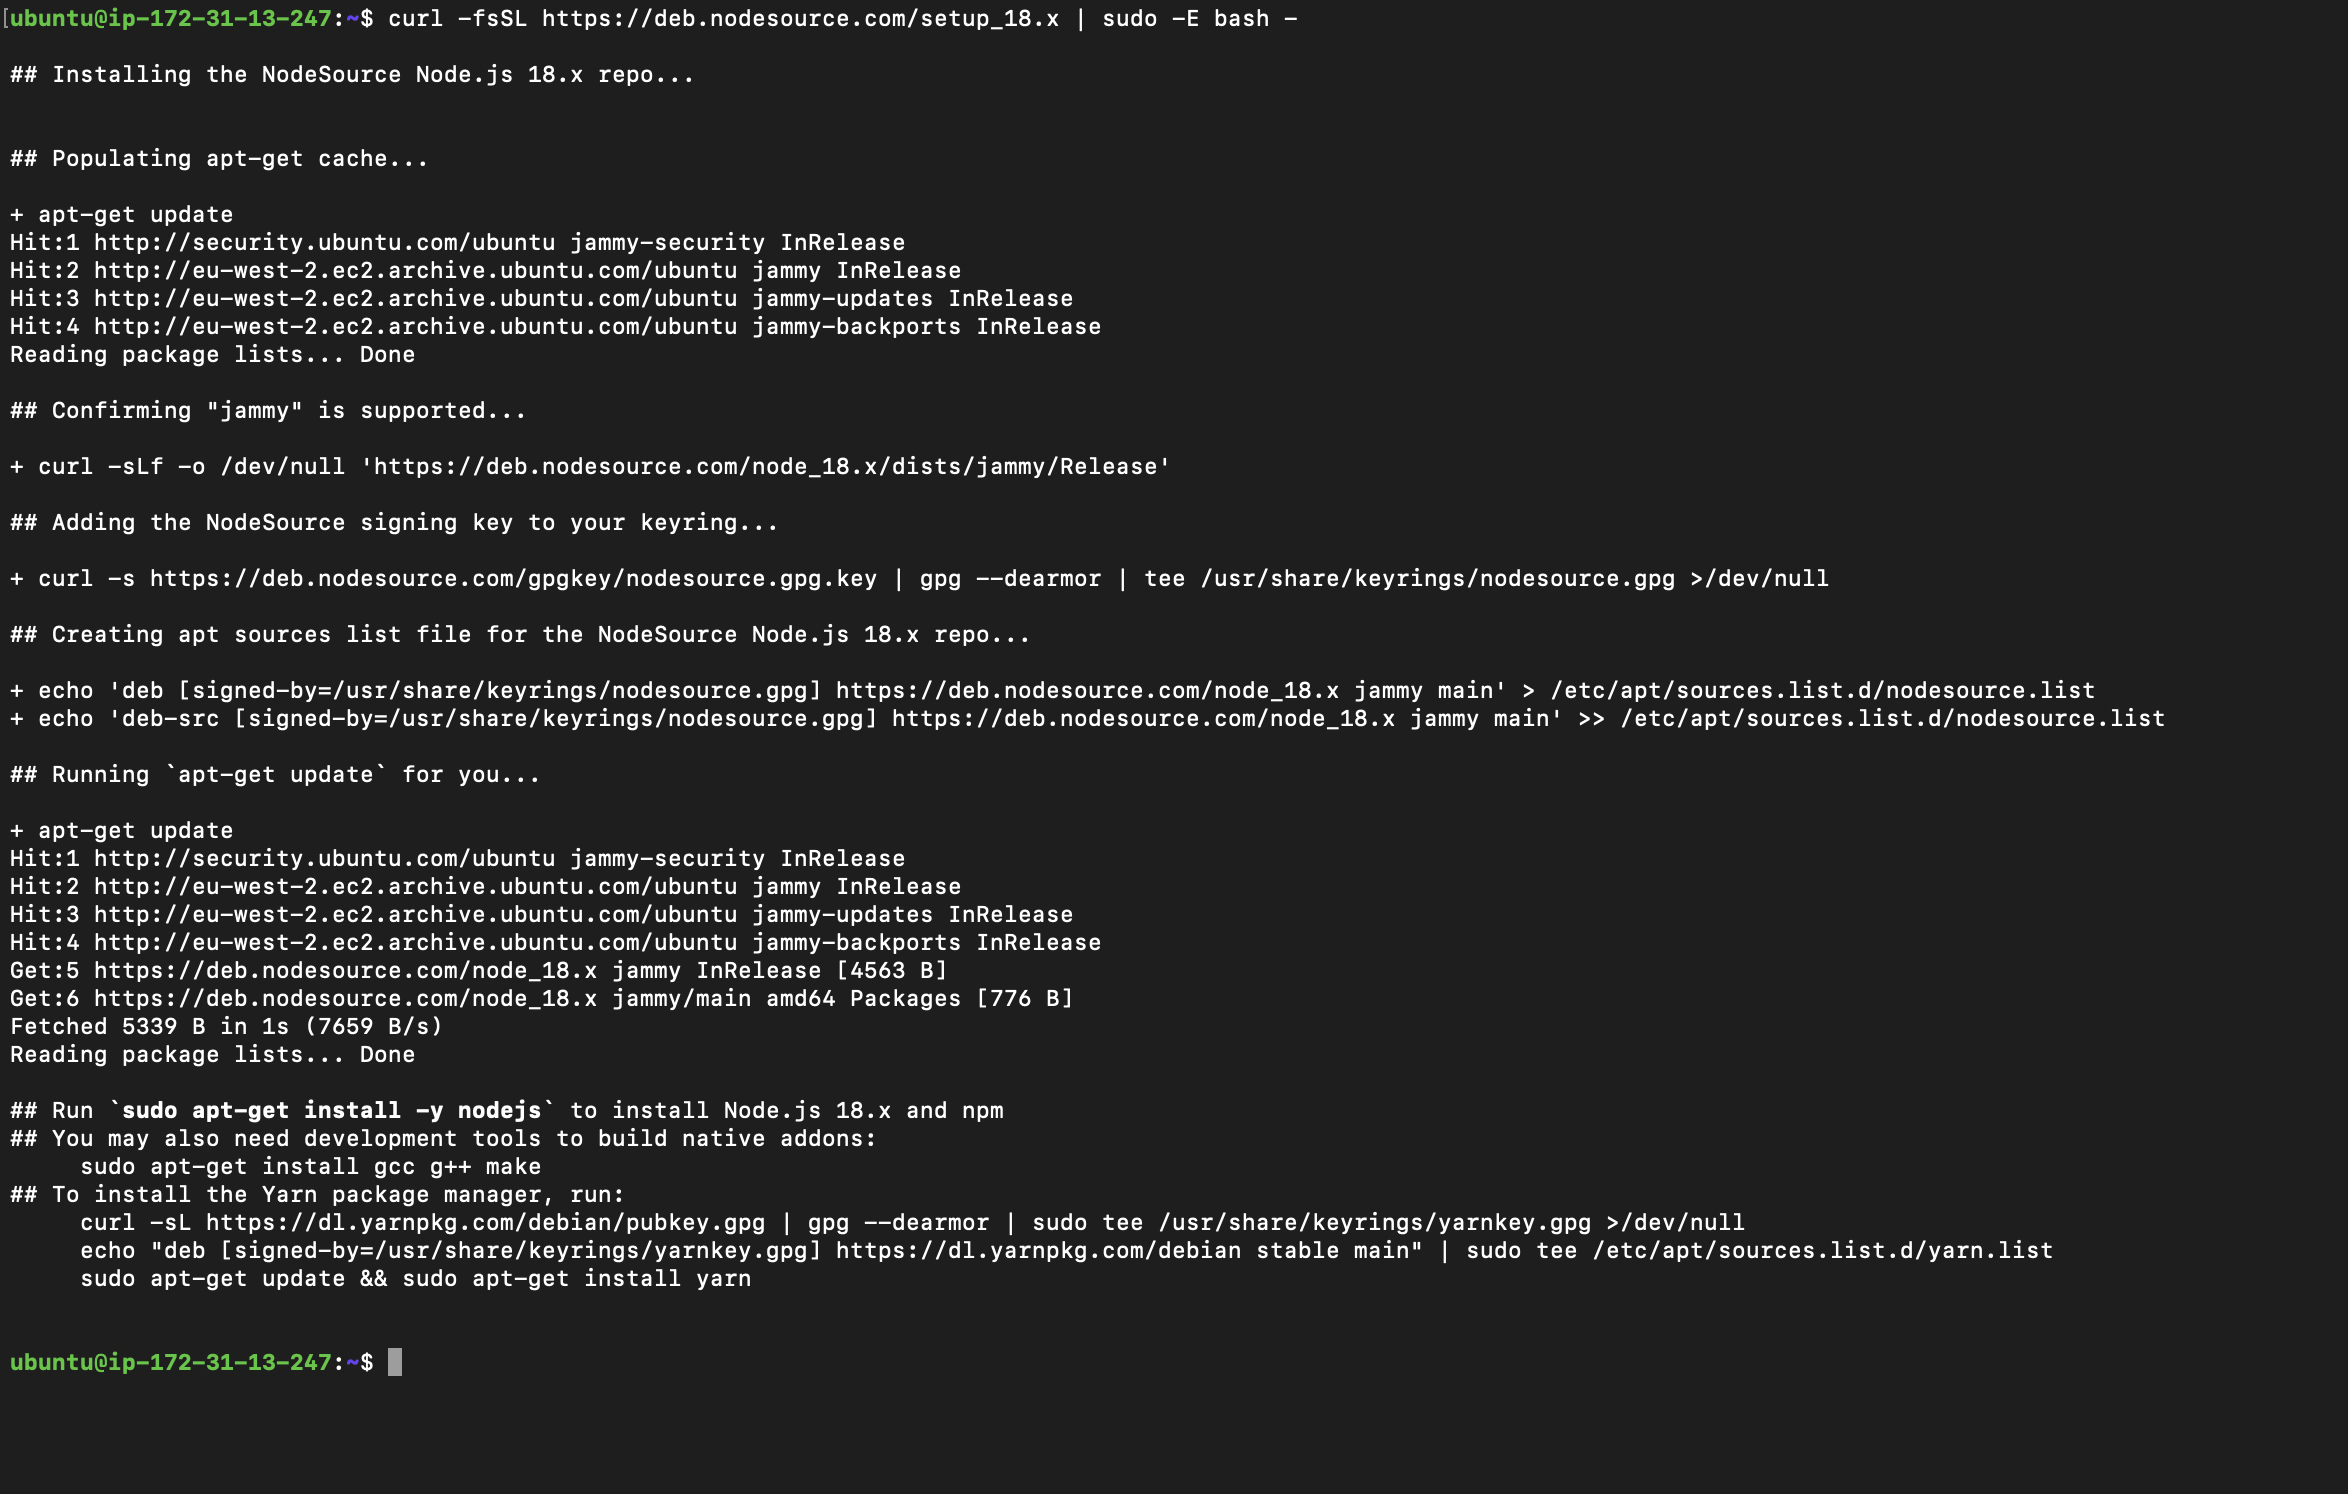 ubuntu@ip-172-31-13-247:~$ curl -fsSL https://deb.nodesource.com/setup_18.x | sudo -E bash -
## Installing the NodeSource Node.js 18.x repo...
## Populating apt-get cache...
+ apt-get update
Hit:1 http://security.ubuntu.com/ubuntu jammy-security InRelease
Hit:2 http://eu-west-2.ec2.archive.ubuntu.com/ubuntu jammy InRelease
Hit:3 http://eu-west-2.ec2.archive.ubuntu.com/ubuntu jammy-updates InRelease
Hit:4 http://eu-west-2.ec2.archive.ubuntu.com/ubuntu jammy-backports InRelease
Reading package lists... Done
## Confirming "jammy" is supported...
+ curl -sLf -o /dev/null 'https://deb.nodesource.com/node_18.x/dists/jammy/Release'
## Adding the NodeSource signing key to your keyring...
+ curl -s https://deb.nodesource.com/gpgkey/nodesource.gpg.key | gpg --dearmor | tee /usr/share/keyrings/nodesource.gpg >/dev/null
## Creating apt sources list file for the NodeSource Node.js 18.x repo...
+ echo 'deb [signed-by=/usr/share/keyrings/nodesource.gpg] https://deb.nodesource.com/node_18.x jammy main' > /etc/apt/sources.list.d/nodesource.list
+ echo 'deb-src [signed-by=/usr/share/keyrings/nodesource.gpg] https://deb.nodesource.com/node_18.x jammy main' >> /etc/apt/sources.list.d/nodesource.list
## Running `apt-get update` for you...
+ apt-get update
Hit:1 http://security.ubuntu.com/ubuntu jammy-security InRelease
Hit:2 http://eu-west-2.ec2.archive.ubuntu.com/ubuntu jammy InRelease
Hit:3 http://eu-west-2.ec2.archive.ubuntu.com/ubuntu jammy-updates InRelease
Hit:4 http://eu-west-2.ec2.archive.ubuntu.com/ubuntu jammy-backports InRelease
Get:5 https://deb.nodesource.com/node_18.x jammy InRelease [4563 B]
Get:6 https://deb.nodesource.com/node_18.x jammy/main amd64 Packages [776 B]
Fetched 5339 B in 1s (7659 B/s)
Reading package lists... Done
## Run `sudo apt-get install -y nodejs` to install Node.js 18.x and npm
## You may also need development tools to build native addons:
     sudo apt-get install gcc g++ make
## To install the Yarn package manager, run:
     curl -sL https://dl.yarnpkg.com/debian/pubkey.gpg | gpg --dearmor | sudo tee /usr/share/keyrings/yarnkey.gpg >/dev/null
     echo "deb [signed-by=/usr/share/keyrings/yarnkey.gpg] https://dl.yarnpkg.com/debian stable main" | sudo tee /etc/apt/sources.list.d/yarn.list
     sudo apt-get update && sudo apt-get install yarn
ubuntu@ip-172-31-13-247:~$